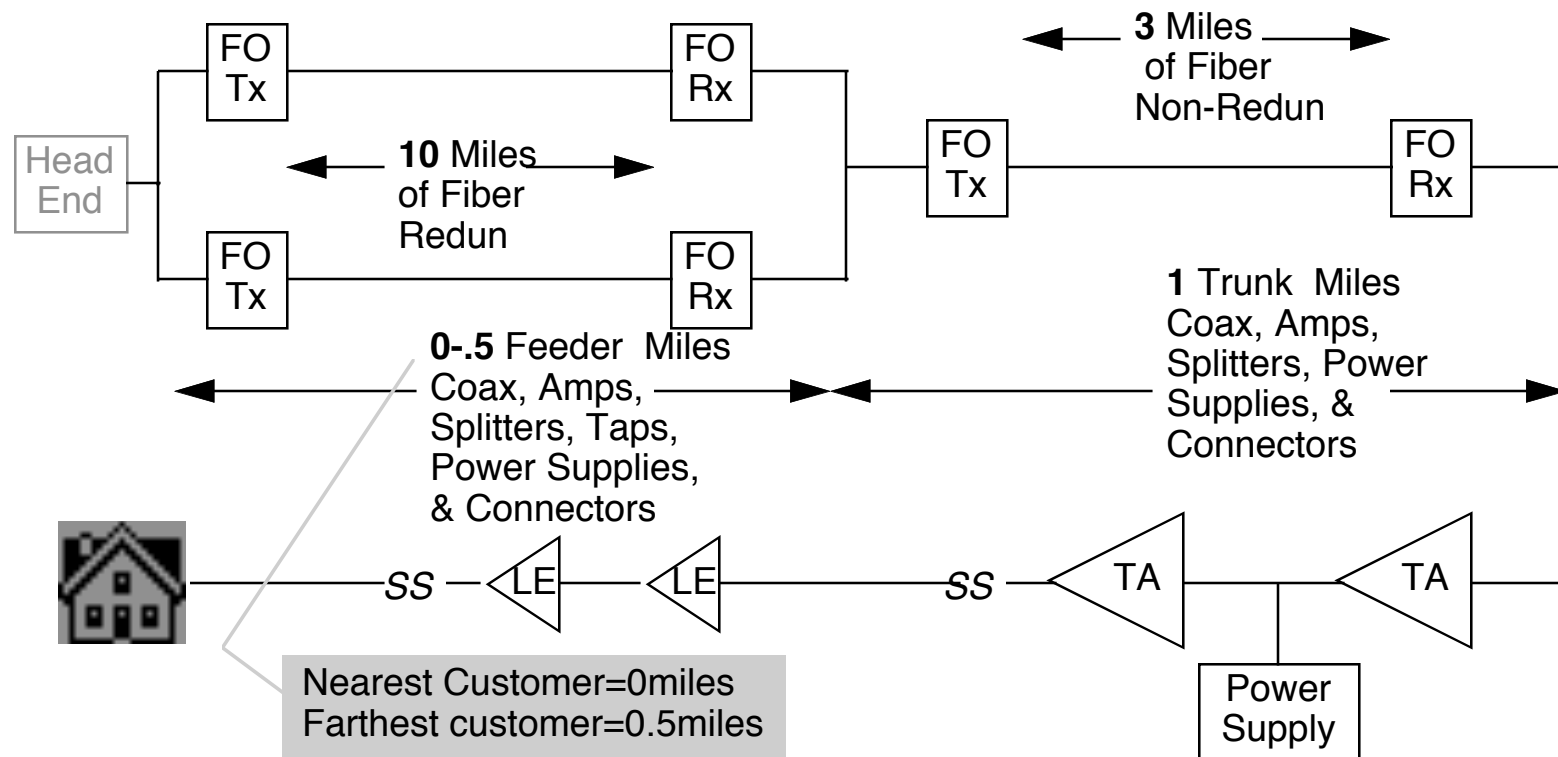 FO
Tx
FO
Rx
3 Miles
of Fiber
Non-Redun
Head
End
10 Miles
of Fiber
Redun
FO
Tx
FO
Rx
FO
Tx
FO
Rx
0-.5 Feeder Miles
Coax, Amps,
Splitters, Taps,
Power Supplies,
& Connectors
1 Trunk Miles
Coax, Amps,
Splitters, Power
Supplies, &
Connectors
SS
LE
LE
SS
TA
TA
Nearest Customer=0miles
Farthest customer=0.5miles
Power
Supply